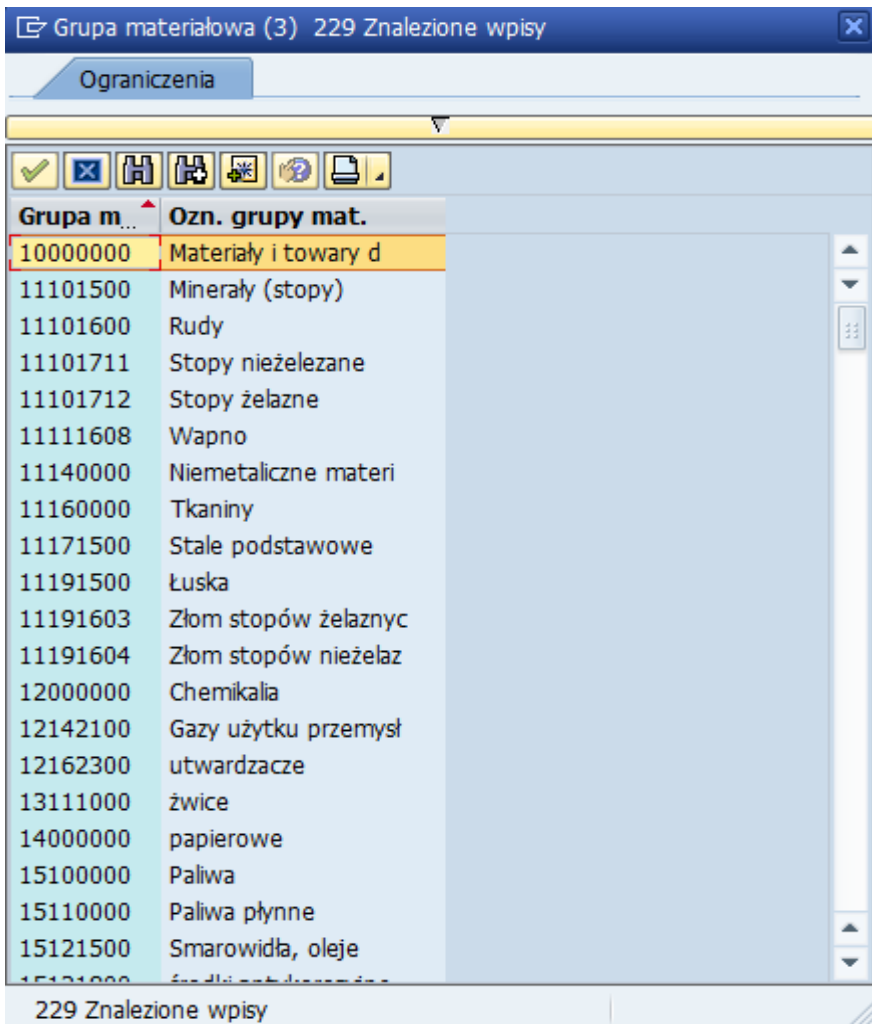 Grupa materiałowa (3) 229 Znalezione wpisy
Ograniczenia
Grupa m... Ozn. grupy mat.
10000000 Materiały i towary d
11101500 Minerały (stopy)
11101600 Rudy
11101711 Stopy nieżelezane
11101712 Stopy żelazne
11111608 Wapno
11140000 Niemetaliczne materi
11160000 Tkaniny
11171500 Stale podstawowe
11191500 Łuska
11191603 Złom stopów żelaznyc
11191604 Złom stopów nieżelaz
12000000 Chemikalia
12142100 Gazy użytku przemysł
12162300 utwardzacze
13111000 żwice
14000000 papierowe
15100000 Paliwa
15110000 Paliwa płynne
15121500 Smarowidła, oleje
229 Znalezione wpisy